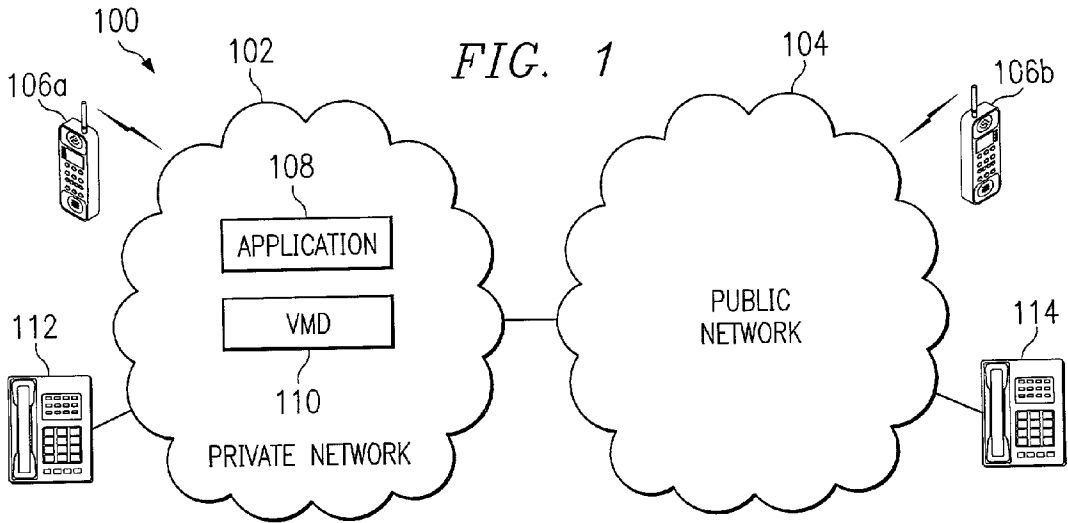 100
102
FIG. 1
104
106a
106b
108
APPLICATION
VMD
110
PUBLIC
NETWORK
112
114
PRIVATE NETWORK